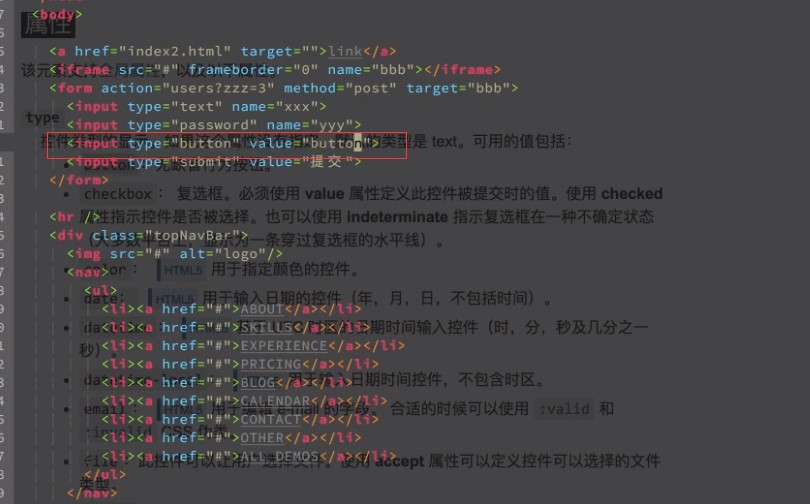 <body>
属性
<a href="index2.html" target="">link</a>
<iframe src="#" frameborder="0" name="bbb"></iframe>
<form action="users?zzz=3" method="post" target="bbb">
<input type="text" name="xxx">
type
<input type="password" name="yyy">
<input type="button" value="button">
的类型是 text。可用的值包括：
<input type="submit" value="提交">
</form>
checkbox： 复选框。必须使用 value 属性定义此控件被提交时的值。使用 checked
<hr />
属性指示控件是否被选择。也可以使用 indeterminate 指示复选框在一种不确定状态
<div class="topNavBar">
（大多数平台上，显示为一条穿过复选框的水平线）。
<img src="#" alt="logo"/>
<nav>
color： HTML5 用于指定颜色的控件。
<ul>
date： HTML5 用于输入日期的控件（年，月，日，不包括时间）。
<li><a href="#">ABOUT</a></li>
<li><a href="#">SKILLS</a></li>
日期时间输入控件（时，分，秒及几分之一
<li><a href="#">EXPERIENCE</a></li>
秒）。
<li><a href="#">PRICING</a></li>
用于输入日期时间控件，不包含时区。
<li><a href="#">BLOG</a></li>
<li><a href="#">CALENDAR</a></li>
email： HTML5 用于编辑 e-mail 的字段。 合适的时候可以使用 :valid 和
<li><a href="#">CONTACT</a></li>
:invalid CSS 伪类。
<li><a href="#">OTHER</a></li>
<li><a href="#">ALL DEMOS</a></li>
file： 此控件可以让用户选择文件。使用 accept 属性可以定义控件可以选择的文件
</ul>
类型。
</nav>